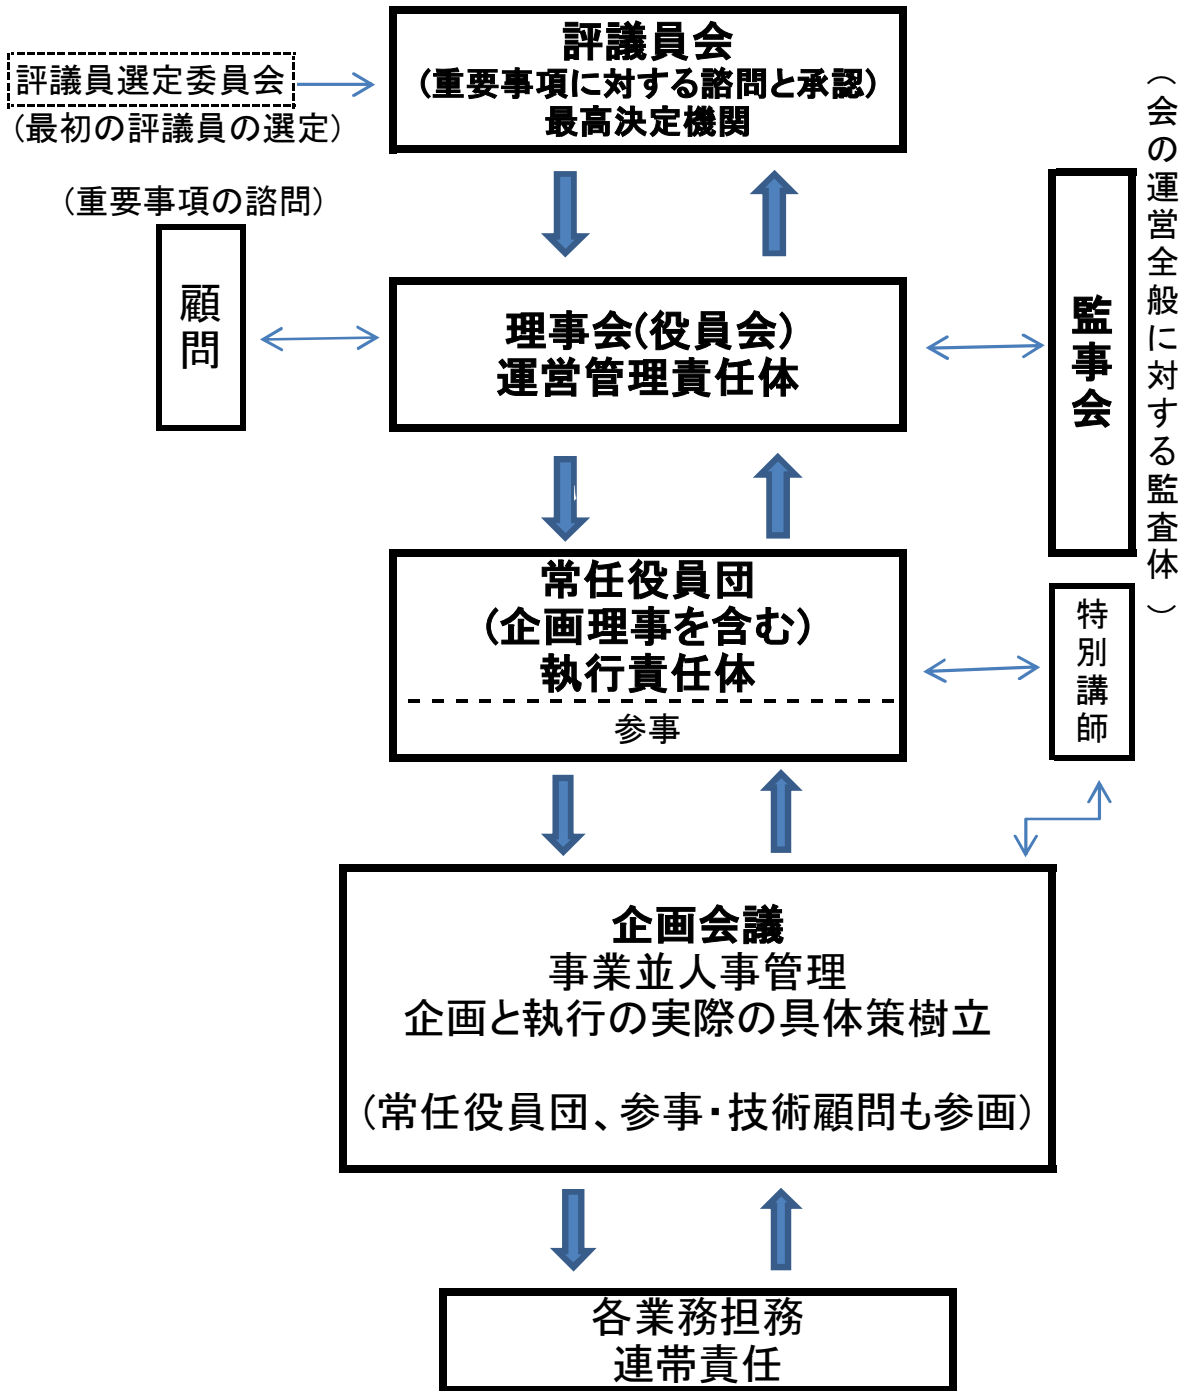 評議員会
(重要事項に対する諮問と承認)
最高決定機関
評議員選定委員会
(最初の評議員の選定)
(重要事項の諮問)
顧問
理事会(役員会)
運営管理責任体
監事会
(会の運営全般に対する監査体)
常任役員団
(企画理事を含む)
執行責任体
参事
特別講師
企画会議
事業並人事管理
企画と執行の実際の具体策樹立
(常任役員団、参事・技術顧問も参画)
各業務担務
連帯責任